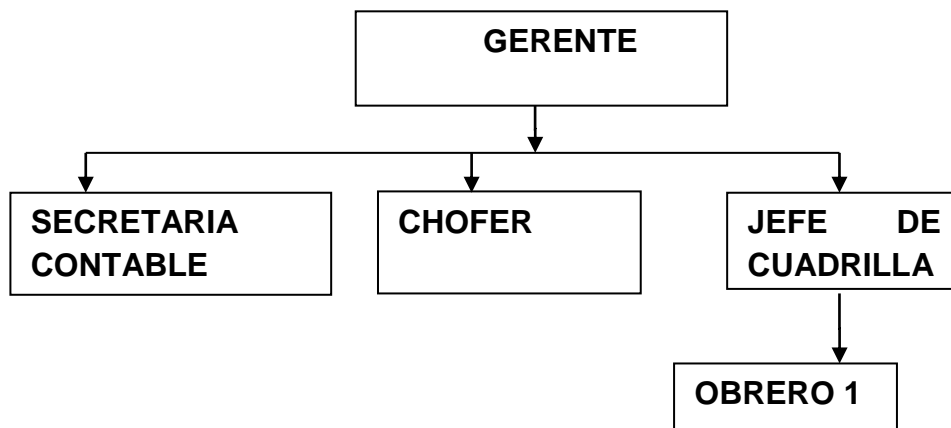 GERENTE
SECRETARIA
CONTABLE
CHOFER
JEFE DE
CUADRILLA
OBRERO 1